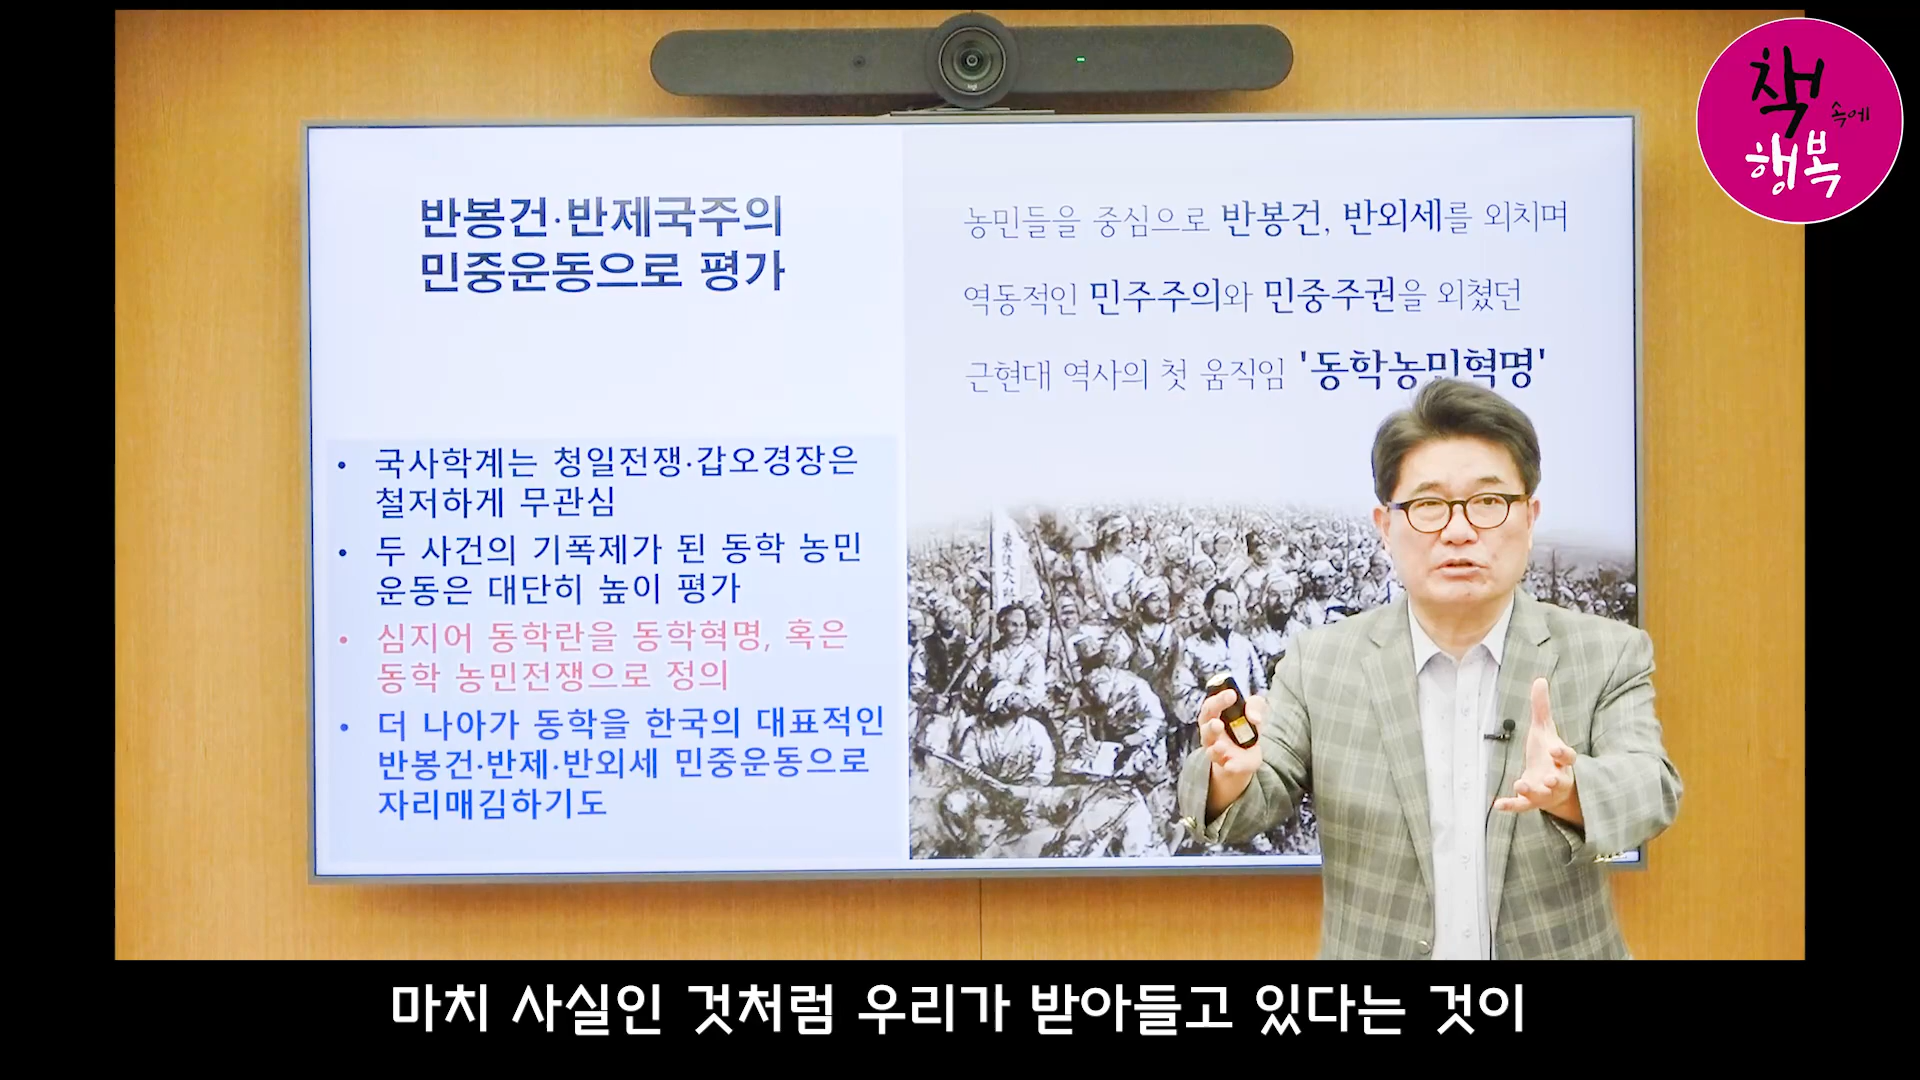 책
속에
행복
반봉건·반제국주의
민중운동으로 평가
• 국사학계는 청일전쟁·갑오경장은
철저하게 무관심
• 두 사건의 기폭제가 된 동학 농민
운동은 대단히 높이 평가
• 심지어 동학란을 동학혁명, 혹은
동학 농민전쟁으로 정의
• 더 나아가 동학을 한국의 대표적인
반봉건·반제·반외세 민중운동으로
자리매김하기도
농민들을 중심으로 반봉건, 반외세를 외치며
역동적인 민주주의와 민중주권을 외쳤던
근현대 역사의 첫 움직임 '동학농민혁명'
마치 사실인 것처럼 우리가 받아들고 있다는 것이